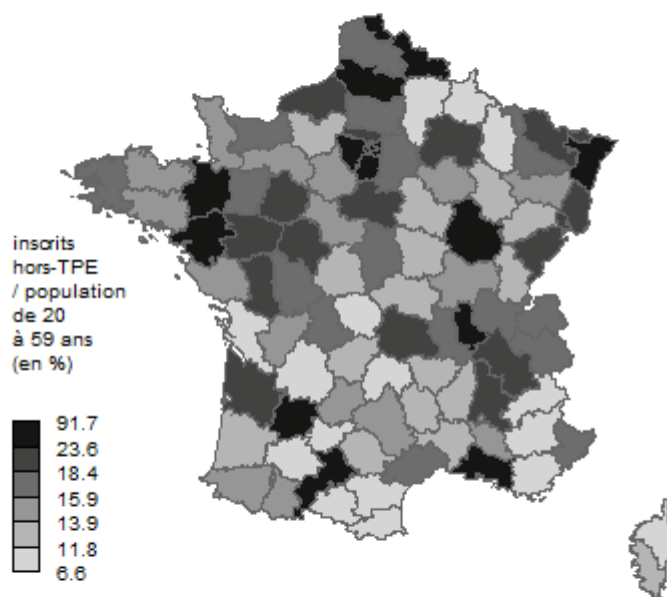 inscrits
hors-TPE
/ population
de 20
à 59 ans
(en %)
91.7
23.6
18.4
15.9
13.9
11.8
6.6